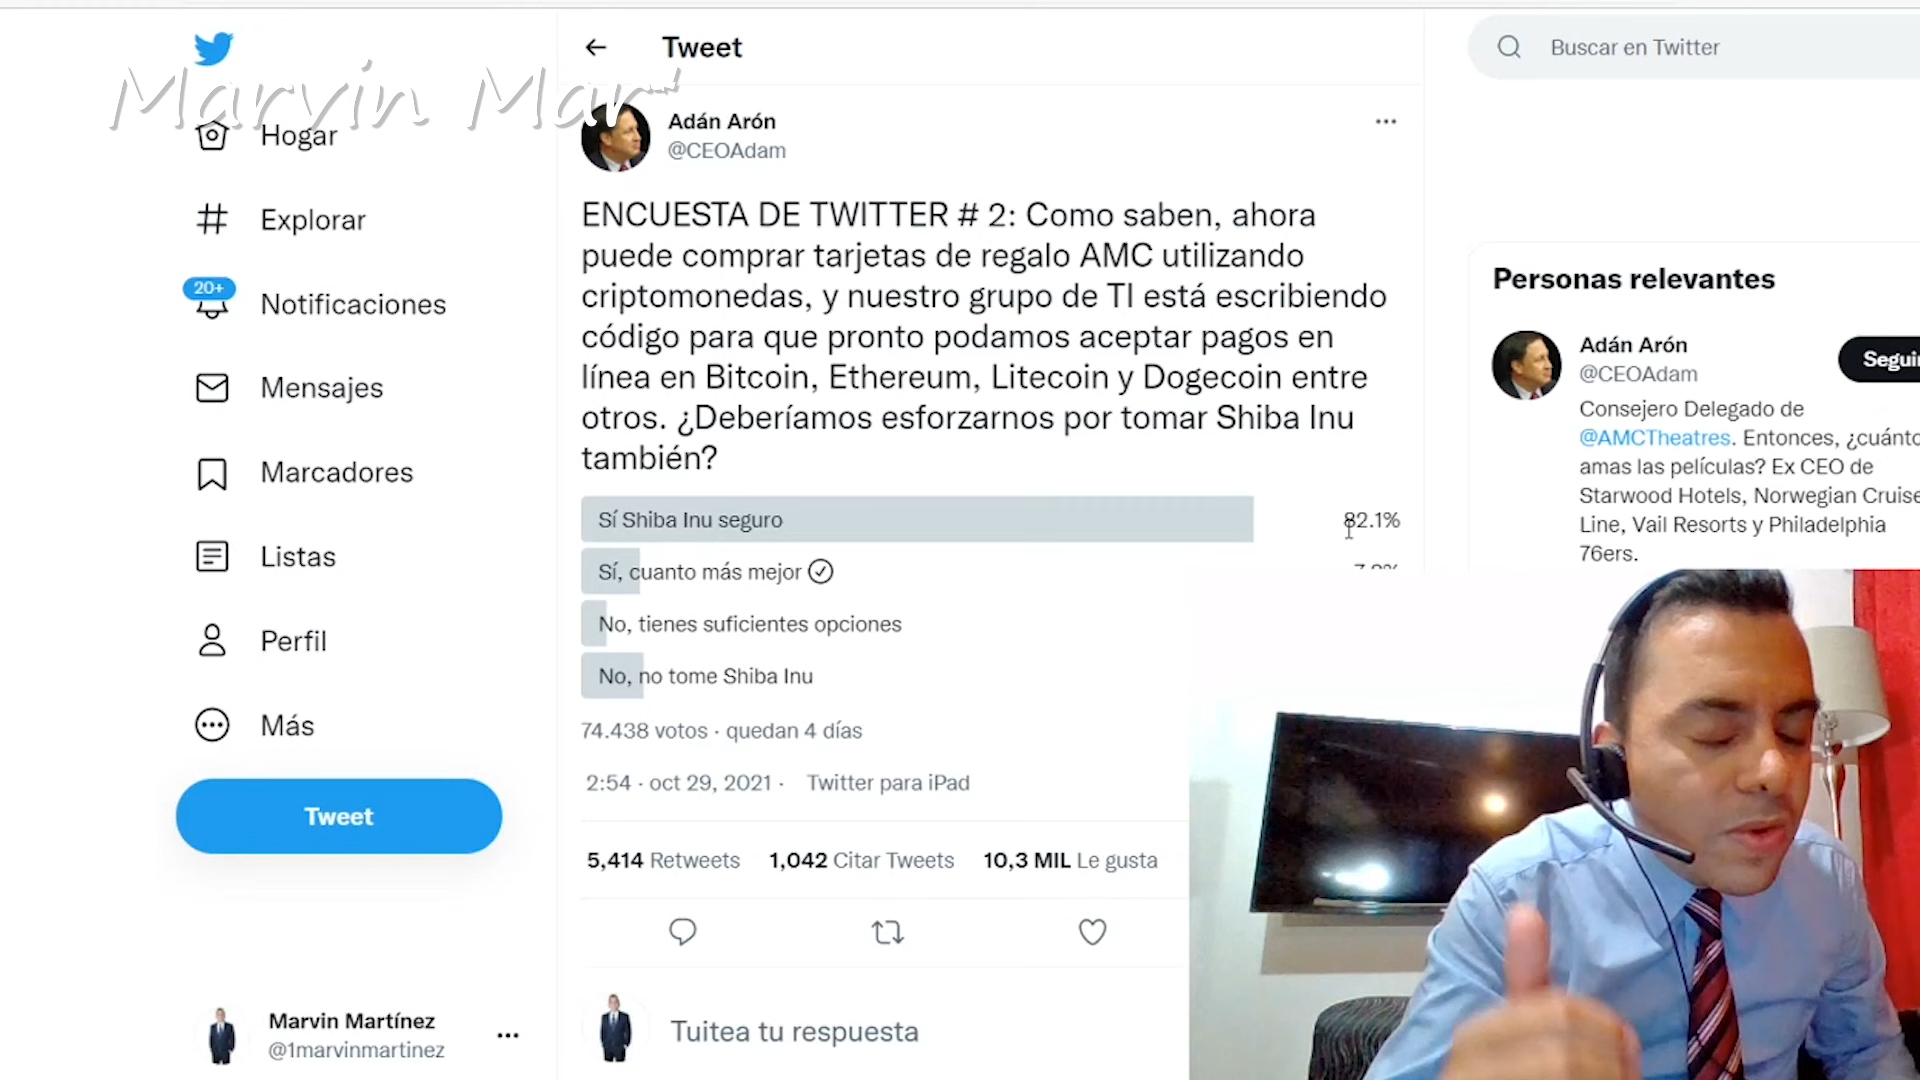 Tweet
Buscar en Twitter
Marvin Mar
Hogar
Explorar
20+
Notificaciones
Mensajes
Marcadores
Listas
Perfil
Más
Tweet
Marvin Martínez
@1marvinmartinez
Adán Arón
@CEOAdam
ENCUESTA DE TWITTER # 2: Como saben, ahora
puede comprar tarjetas de regalo AMC utilizando
criptomonedas, y nuestro grupo de TI está escribiendo
código para que pronto podamos aceptar pagos en
línea en Bitcoin, Ethereum, Litecoin y Dogecoin entre
otros. ¿Deberíamos esforzarnos por tomar Shiba Inu
también?
Sí Shiba Inu seguro 82.1%
Sí, cuanto más mejor
No, tienes suficientes opciones
No, no tome Shiba Inu
74.438 votos · quedan 4 días
2:54 · oct 29, 2021 · Twitter para iPad
5,414 Retweets 1,042 Citar Tweets 10,3 MIL Le gusta
Tuitea tu respuesta
Personas relevantes
Adán Arón
@CEOAdam
Seguir
Consejero Delegado de
@AMCTheatres. Entonces, ¿cuánto
amas las películas? Ex CEO de
Starwood Hotels, Norwegian Cruise
Line, Vail Resorts y Philadelphia
76ers.